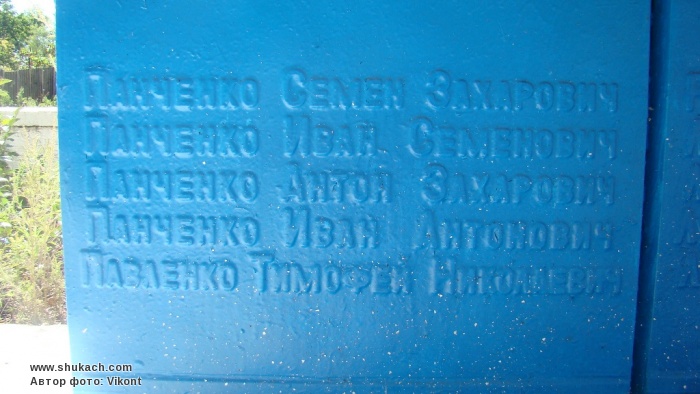 Панченко Семен Захарович
Панченко Иван Семенович
Панченко Антон Захарович
Панченко Иван Антонович
Павленко Тимофей Николаевич
www.shukach.com
Автор фото: Vikont